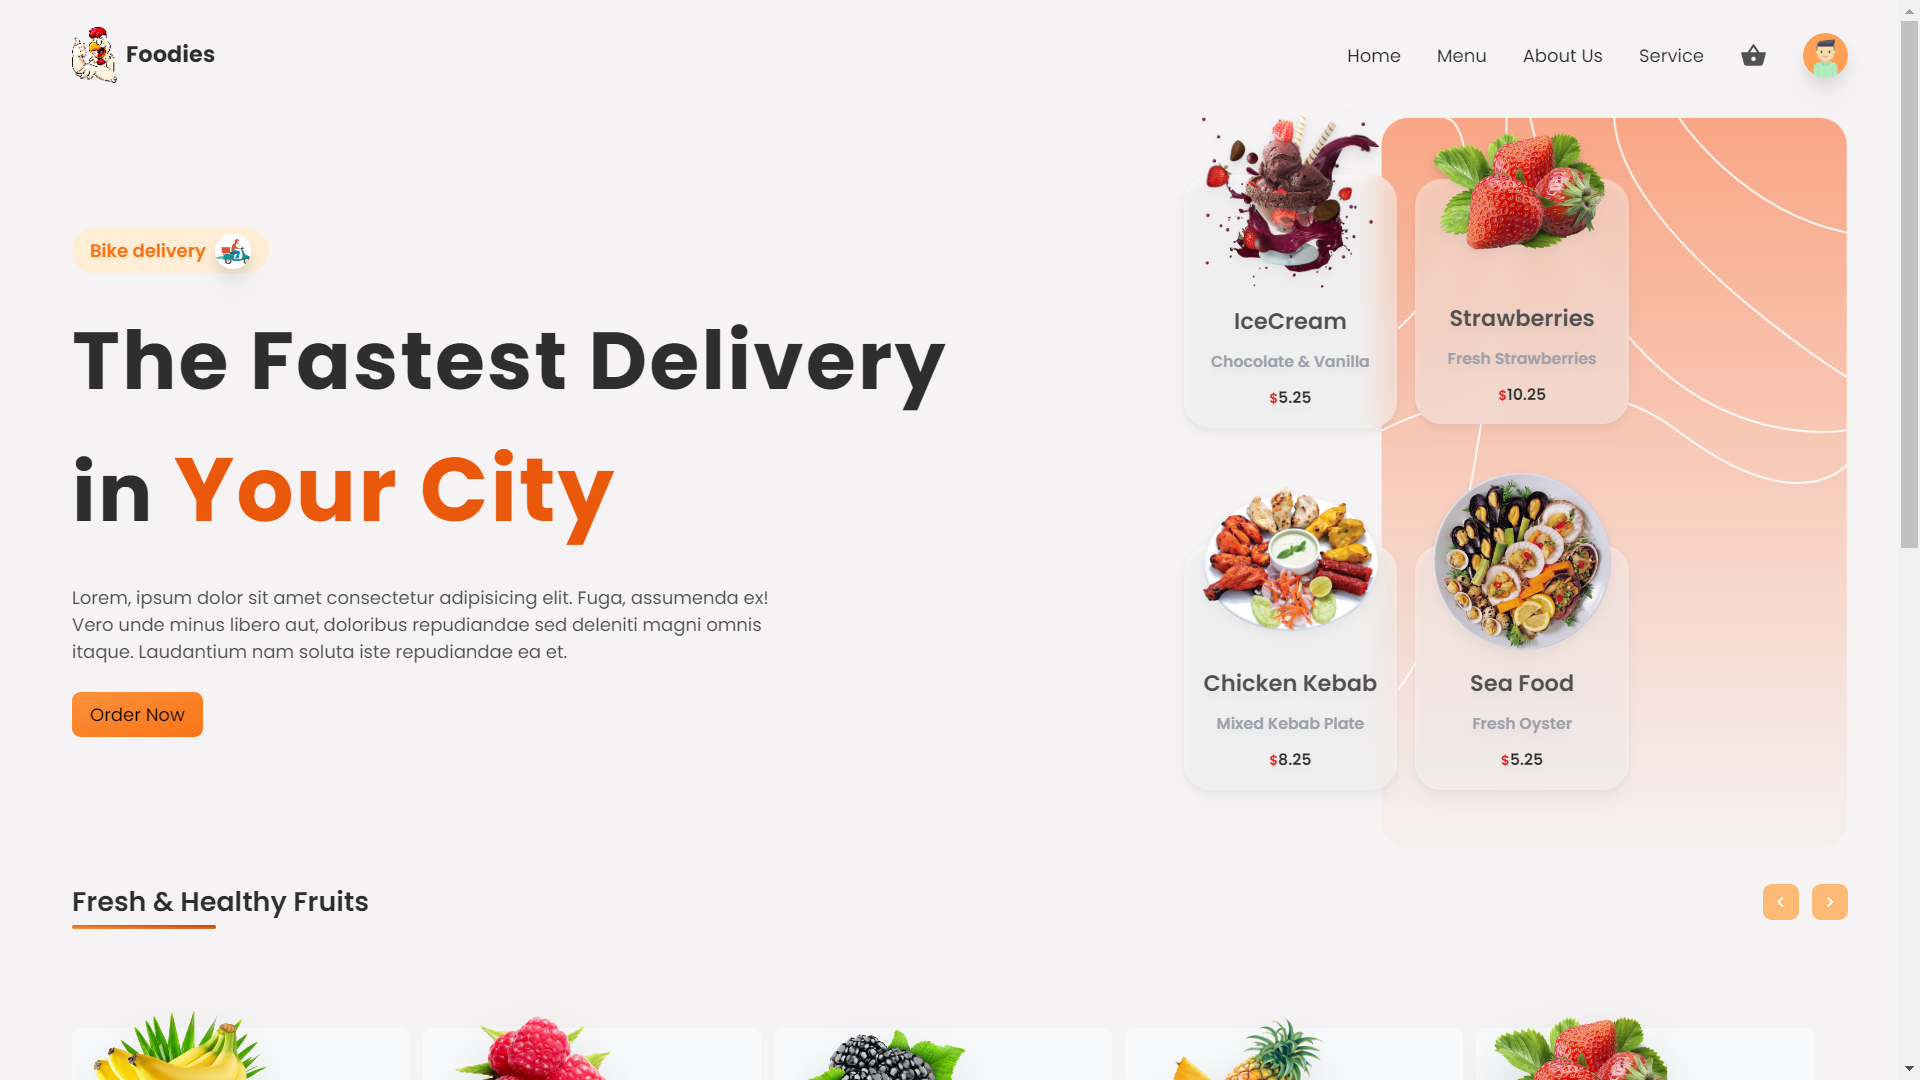 Foodies
Home
Menu
About Us
Service
Bike delivery
The Fastest Delivery
in Your City
Lorem, ipsum dolor sit amet consectetur adipisicing elit. Fuga, assumenda ex!
Vero unde minus libero aut, doloribus repudiandae sed deleniti magni omnis
itaque. Laudantium nam soluta iste repudiandae ea et.
Order Now
IceCream
Chocolate & Vanilla
$5.25
Strawberries
Fresh Strawberries
$10.25
Chicken Kebab
Mixed Kebab Plate
$8.25
Sea Food
Fresh Oyster
$5.25
Fresh & Healthy Fruits